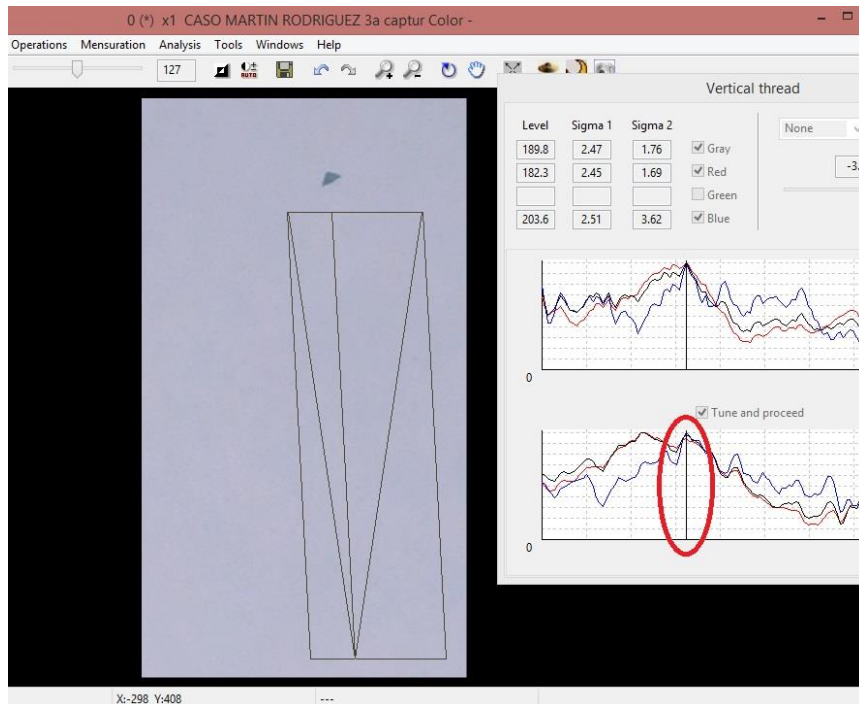 0 (*) x1 CASO MARTIN RODRIGUEZ 3a captur Color -
Operations Mensuration Analysis Tools Windows Help
127
AUTO
Vertical thread
Level Sigma 1 Sigma 2
None
189.8 2.47 1.76 Gray
-3.
182.3 2.45 1.69 Red
Green
203.6 2.51 3.62 Blue
0
Tune and proceed
0
X:-298 Y:408
---